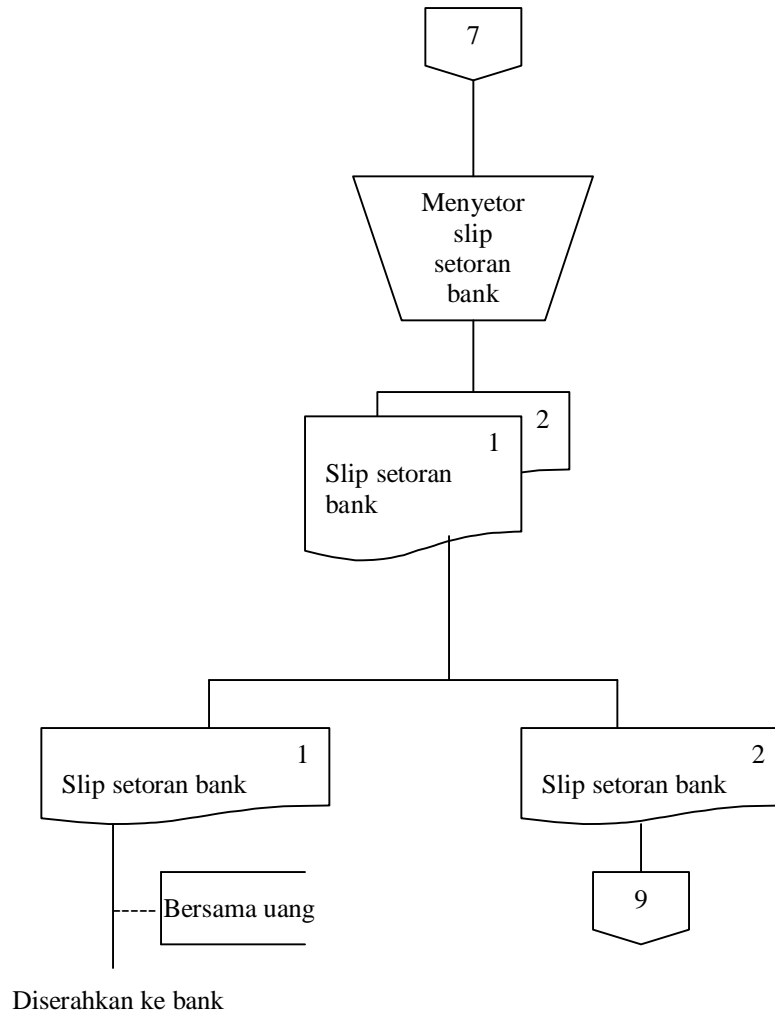 7
Menyetor
slip
setoran
bank
2
1
Slip setoran
bank
1
Slip setoran bank
2
Slip setoran bank
Bersama uang
9
Diserahkan ke bank